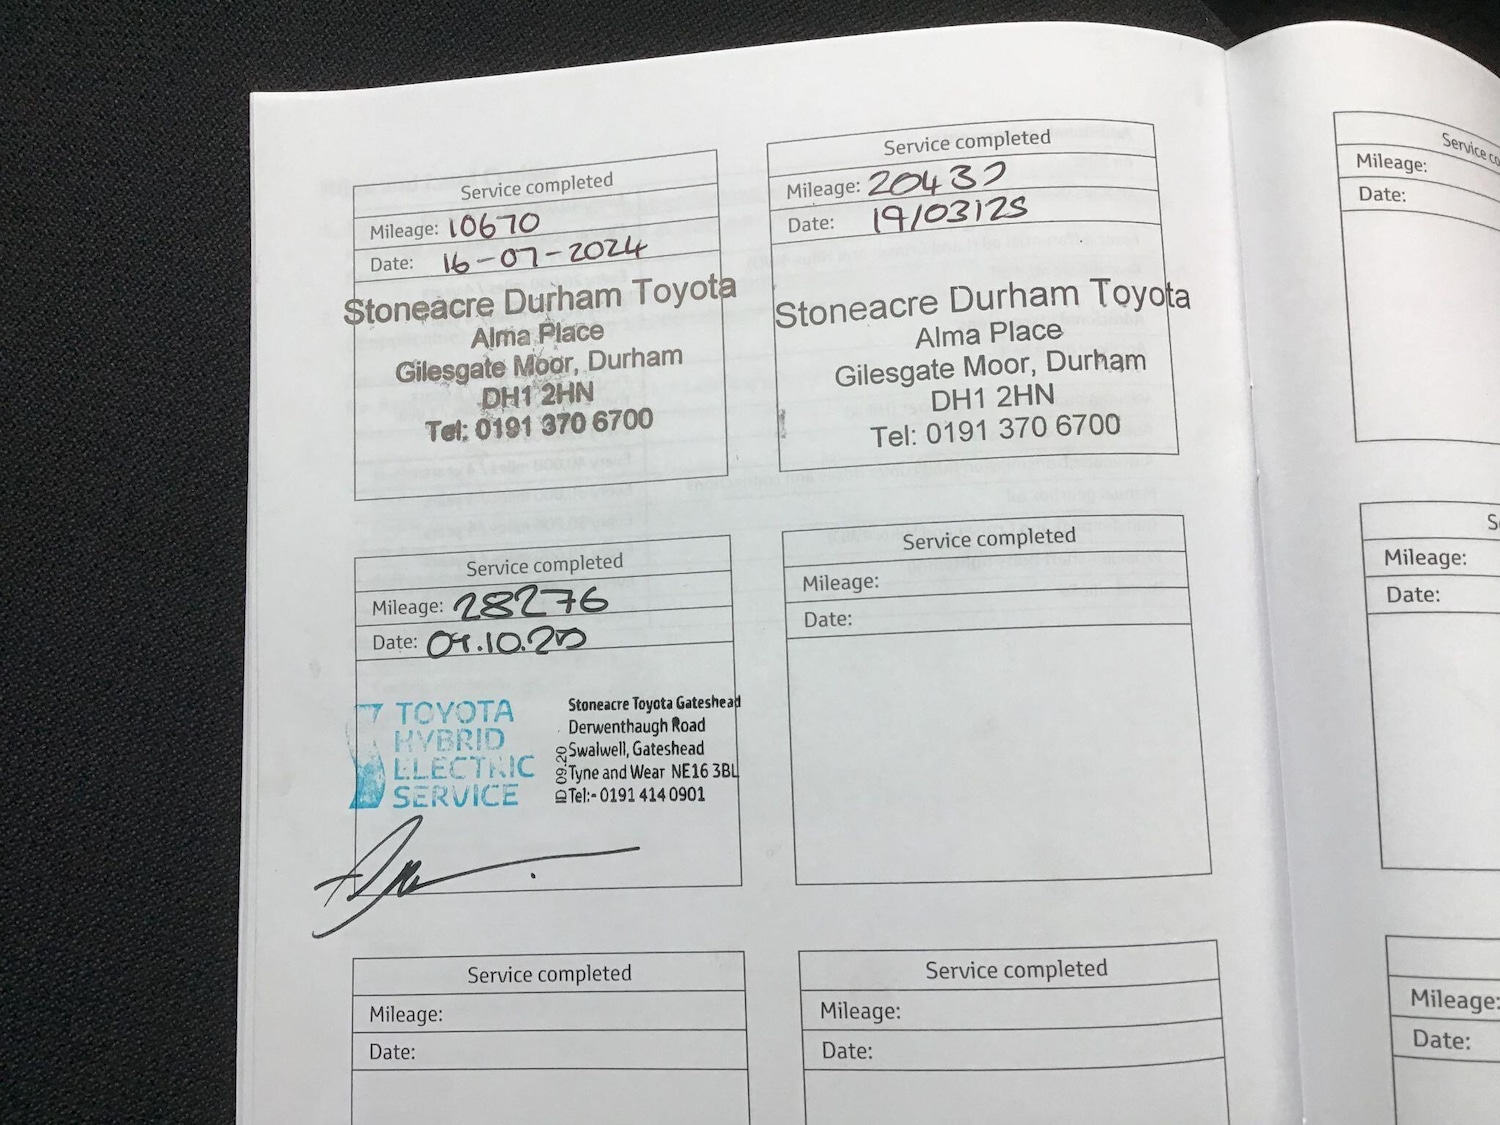 Service completed
Mileage: 10670
Date: 16-07-2024
Stoneacre Durham Toyota
Alma Place
Gilesgate Moor, Durham
DH1 2HN
Tel: 0191 370 6700
Service completed
Mileage:
Date: 19/03/25
Stoneacre Durham Toyota
Alma Place
Gilesgate Moor, Durham
DH1 2HN
Tel: 0191 370 6700
Service completed
Mileage: 28276
Date:
TOYOTA
HYBRID
ELECTRIC
SERVICE
Stoneacre Toyota Gateshead
Derwenthaugh Road
Swalwell, Gateshead
Tyne and Wear NE16 3BL
Tel:- 0191 414 0901
ID 09.20
Service completed
Mileage:
Date:
Service completed
Mileage:
Date:
Service completed
Mileage:
Date:
Service
Mileage:
Date:
Mileage:
Date:
Mileage:
Date: